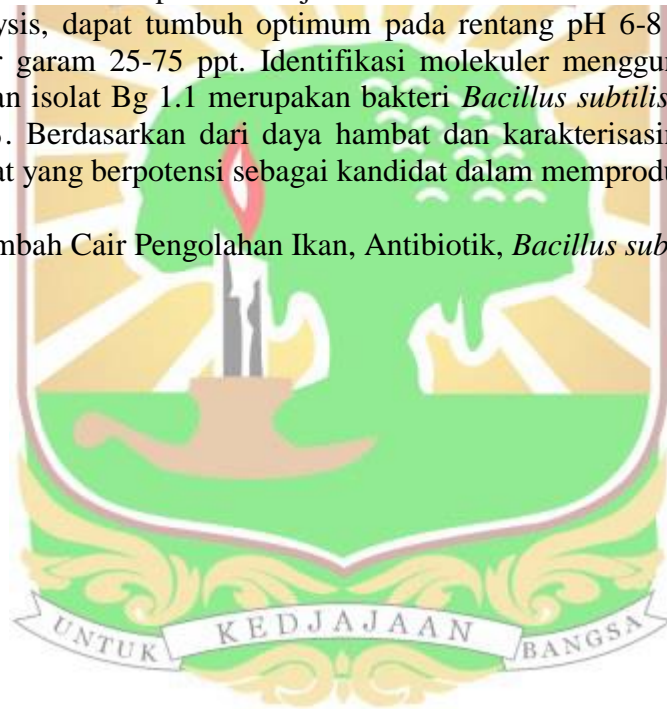 ysis, dapat tumbuh optimum pada rentang pH 6-8
garam 25-75 ppt. Identifikasi molekuler menggu
an isolat Bg 1.1 merupakan bakteri Bacillus subtilis
. Berdasarkan dari daya hambat dan karakterisasi
at yang berpotensi sebagai kandidat dalam memprodu
mbah Cair Pengolahan Ikan, Antibiotik, Bacillus sub
UNTUK KEDJAJAAN BANGSA